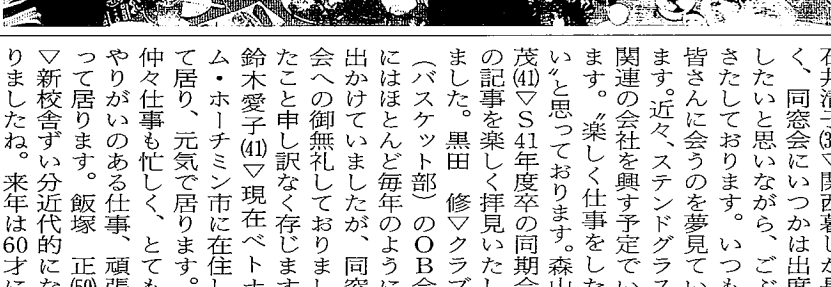 石井清子(3)▽関西暮しが長
く、同窓会にいつかは出席
したいと思いながら、ごぶ
さたしております。いつも
皆さんに会うのを夢見てい
ます。近々、ステンドグラス
関連の会社を興す予定でい
ます。〝楽しく仕事をした
い〟と思っております。森山
茂(41)▽S41年度卒の同期会
の記事を楽しく拝見いたし
ました。黒田 修▽クラブ
(バスケット部)のOB会
にはほとんど毎年のように
出かけていましたが、同窓
会への御無礼しておりまし
たこと申し訳なく存じます
鈴木愛子(41)▽現在ベトナ
ム・ホーチミン市に在住し
て居り、元気で居ります。
仲々仕事も忙しく、とても
やりがいのある仕事、頑張
って居ります。飯塚 正(50)
▽新校舎ずい分近代的にな
りましたね。来年は60才に